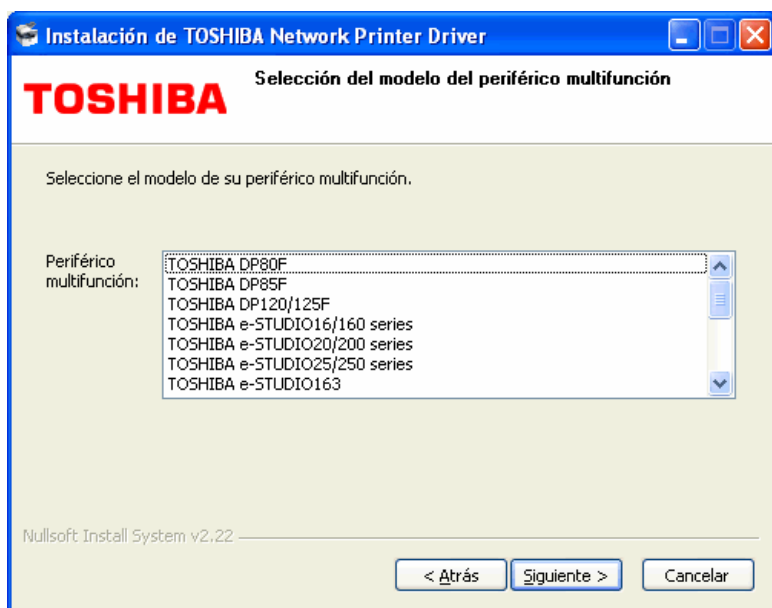 Instalación de TOSHIBA Network Printer Driver
TOSHIBA
Selección del modelo del periférico multifunción
Seleccione el modelo de su periférico multifunción.
Periférico
multifunción:
TOSHIBA DP80F
TOSHIBA DP85F
TOSHIBA DP120/125F
TOSHIBA e-STUDIO16/160 series
TOSHIBA e-STUDIO20/200 series
TOSHIBA e-STUDIO25/250 series
TOSHIBA e-STUDIO163
Nullsoft Install System v2.22
< Atrás
Siguiente >
Cancelar